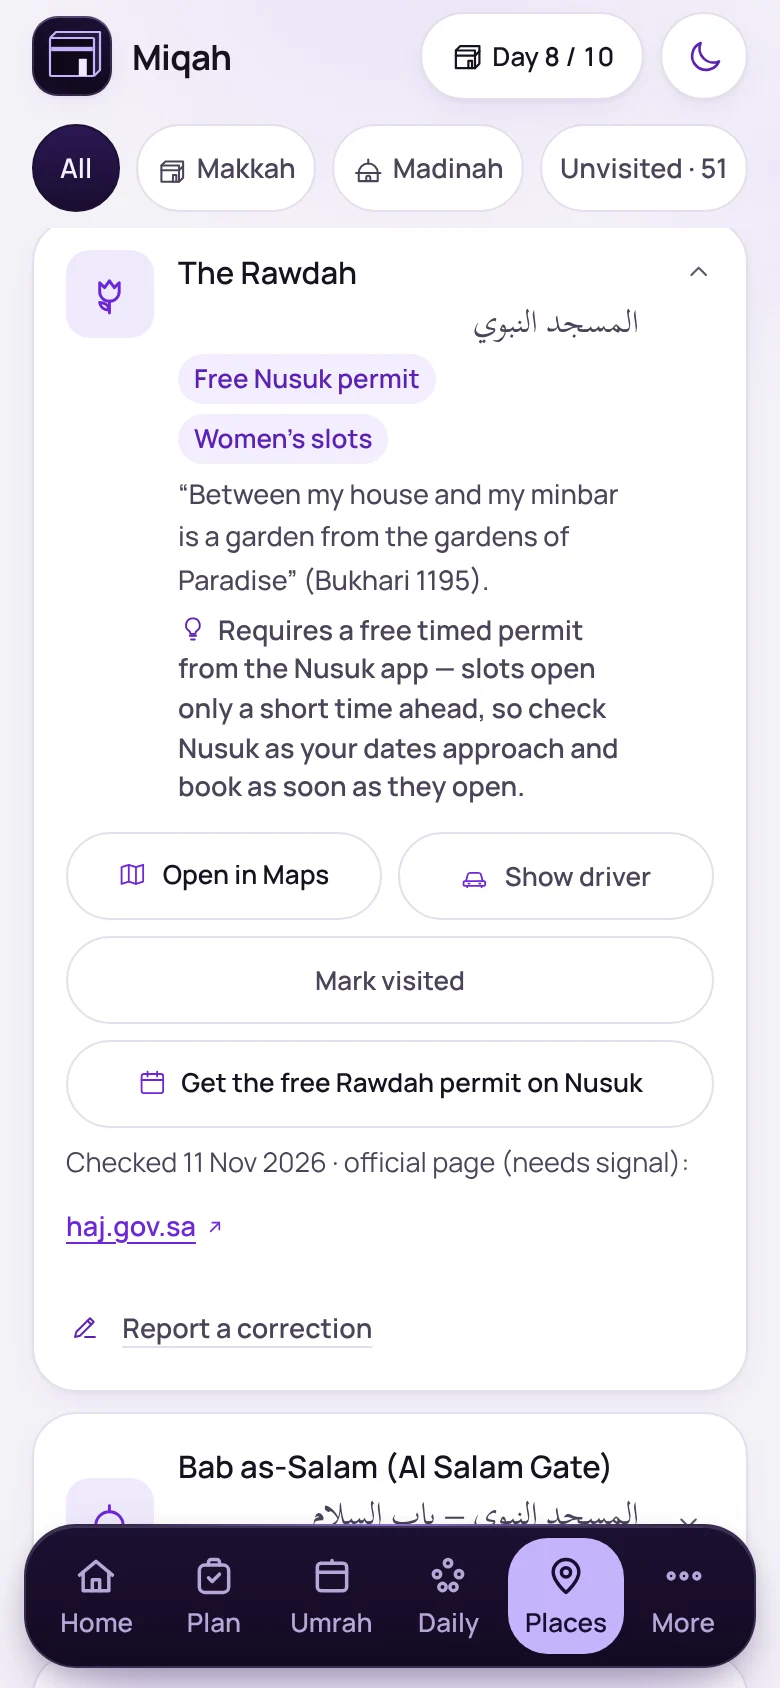 Miqah
Day 8 / 10
All
Makkah
Madinah
Unvisited · 51
The Rawdah
المسجد النبوي
Free Nusuk permit
Women’s slots
“Between my house and my minbar
is a garden from the gardens of
Paradise” (Bukhari 1195).
Requires a free timed permit
from the Nusuk app — slots open
only a short time ahead, so check
Nusuk as your dates approach and
book as soon as they open.
Open in Maps
Show driver
Mark visited
Get the free Rawdah permit on Nusuk
Checked 11 Nov 2026 · official page (needs signal):
haj.gov.sa
Report a correction
Bab as-Salam (Al Salam Gate)
المسجد النبوي — باب السلام
Home
Plan
Umrah
Daily
Places
More